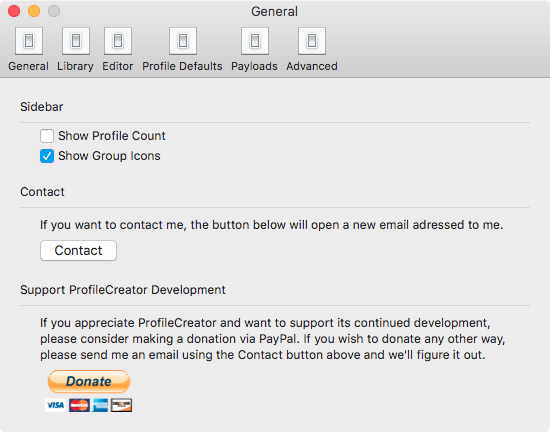 General
General Library Editor Profile Defaults Payloads Advanced
Sidebar
Show Profile Count
Show Group Icons
Contact
If you want to contact me, the button below will open a new email adressed to me.
Contact
Support ProfileCreator Development
If you appreciate ProfileCreator and want to support its continued development,
please consider making a donation via PayPal. If you wish to donate any other way,
please send me an email using the Contact button above and we'll figure it out.
Donate
VISA